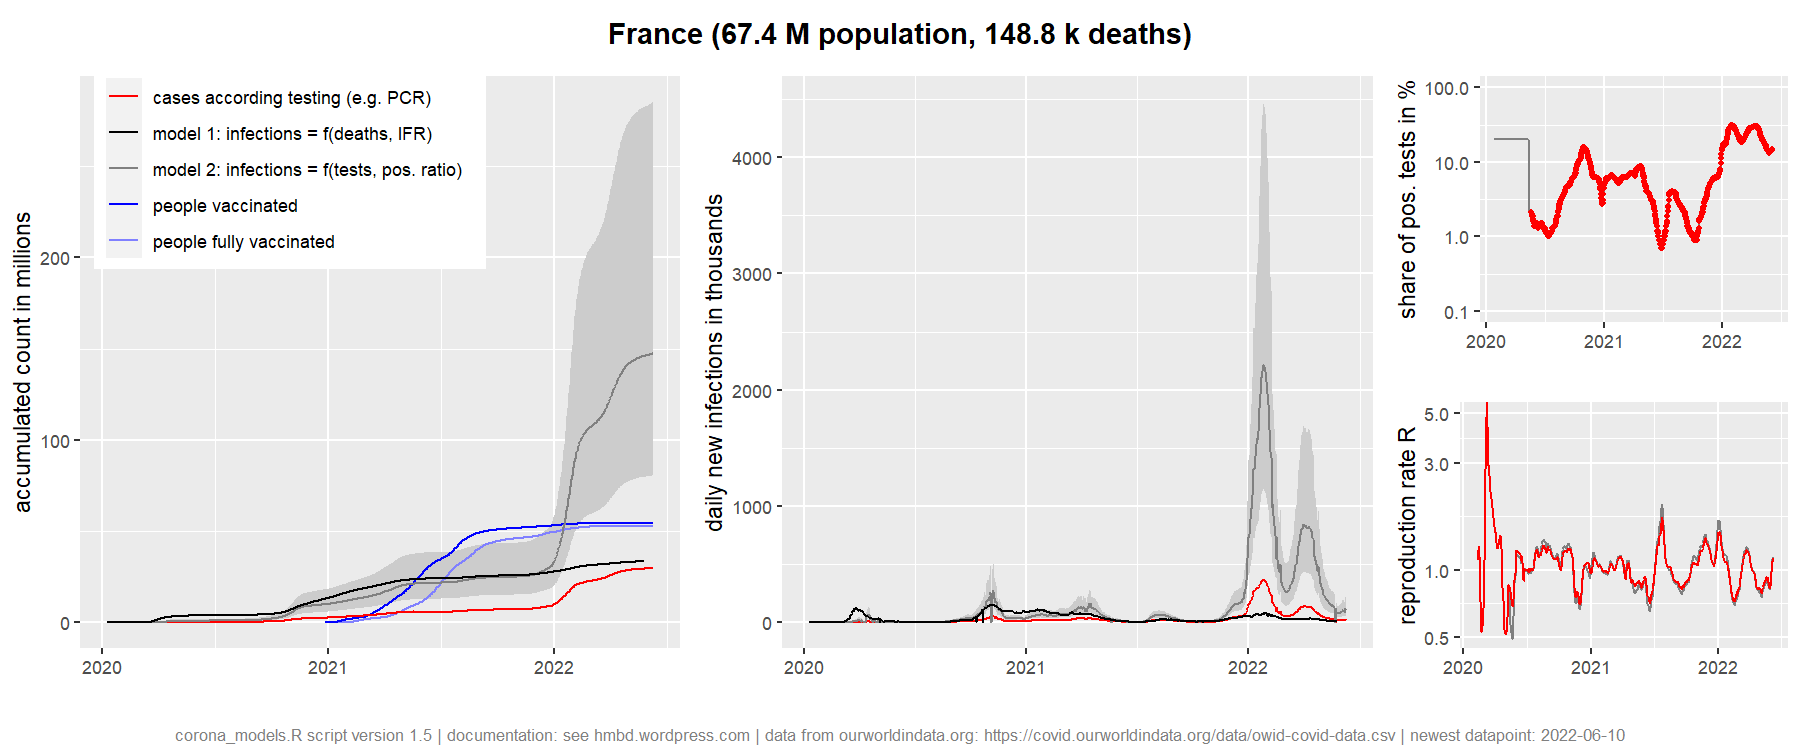 France (67.4 M population, 148.8 k deaths)
cases according testing (e.g. PCR)
model 1: infections = f(deaths, IFR)
model 2: infections = f(tests, pos. ratio)
people vaccinated
people fully vaccinated
accumulated count in millions
200
100
0
2020
2021
2022
daily new infections in thousands
4000
3000
2000
1000
0
2020
2021
2022
share of pos. tests in %
100.0
10.0
1.0
0.1
2020
2021
2022
reproduction rate R
5.0
3.0
1.0
0.5
2020
2021
2022
corona_models.R script version 1.5 | documentation: see hmbd.wordpress.com | data from ourworldindata.org: https://covid.ourworldindata.org/data/owid-covid-data.csv | newest datapoint: 2022-06-10